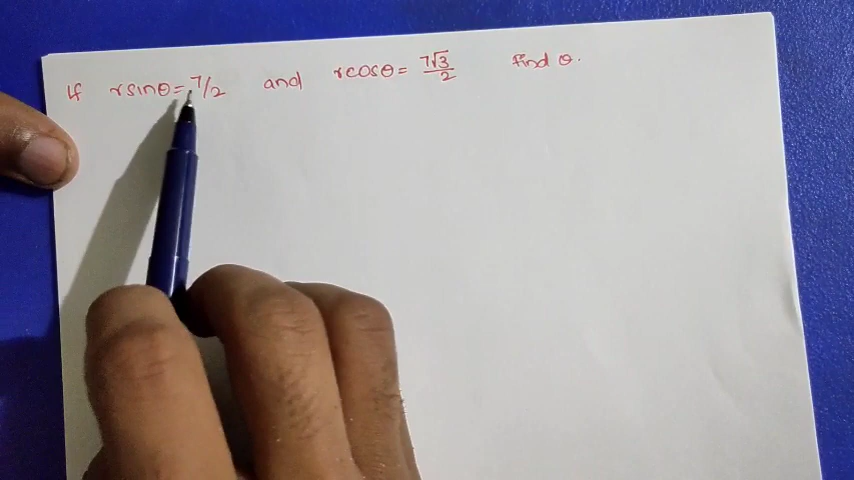 If rsinθ = 7/2 and rcosθ = 7√3/2 find θ.